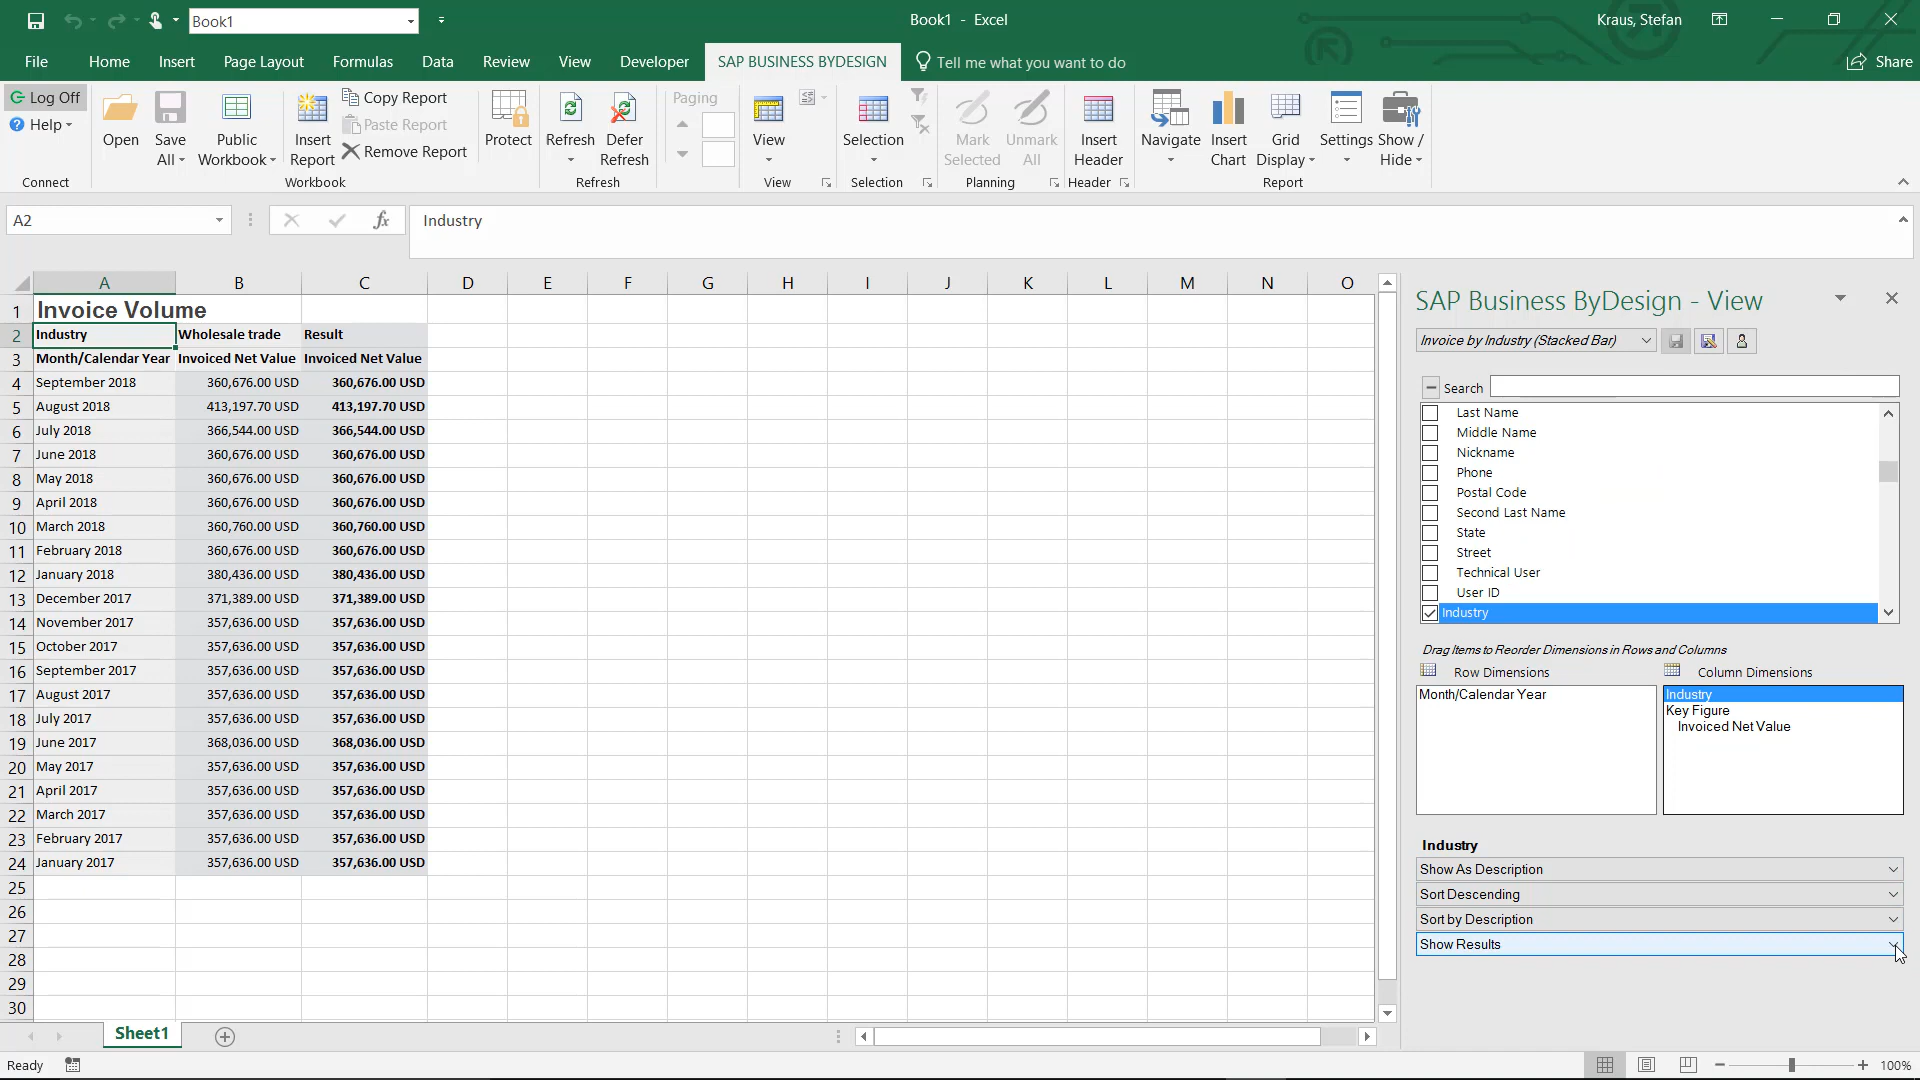 Book1
Book1 - Excel
Kraus, Stefan
File
Home
Insert
Page Layout
Formulas
Data
Review
View
Developer
SAP BUSINESS BYDESIGN
Tell me what you want to do
Share
Log Off
Help
Connect
Open
Save All
Public Workbook
Insert Report
Copy Report
Paste Report
Remove Report
Workbook
Protect
Refresh
Defer Refresh
Refresh
Paging
View
View
Selection
Selection
Mark Selected
Unmark All
Planning
Insert Header
Header
Navigate
Insert Chart
Grid Display
Settings
Show / Hide
Report
A2
fx
Industry
A B C D E F G H I J K L M N O
1 Invoice Volume
2 Industry Wholesale trade Result
3 Month/Calendar Year Invoiced Net Value Invoiced Net Value
4 September 2018 360,676.00 USD 360,676.00 USD
5 August 2018 413,197.70 USD 413,197.70 USD
6 July 2018 366,544.00 USD 366,544.00 USD
7 June 2018 360,676.00 USD 360,676.00 USD
8 May 2018 360,676.00 USD 360,676.00 USD
9 April 2018 360,676.00 USD 360,676.00 USD
10 March 2018 360,760.00 USD 360,760.00 USD
11 February 2018 360,676.00 USD 360,676.00 USD
12 January 2018 380,436.00 USD 380,436.00 USD
13 December 2017 371,389.00 USD 371,389.00 USD
14 November 2017 357,636.00 USD 357,636.00 USD
15 October 2017 357,636.00 USD 357,636.00 USD
16 September 2017 357,636.00 USD 357,636.00 USD
17 August 2017 357,636.00 USD 357,636.00 USD
18 July 2017 357,636.00 USD 357,636.00 USD
19 June 2017 368,036.00 USD 368,036.00 USD
20 May 2017 357,636.00 USD 357,636.00 USD
21 April 2017 357,636.00 USD 357,636.00 USD
22 March 2017 357,636.00 USD 357,636.00 USD
23 February 2017 357,636.00 USD 357,636.00 USD
24 January 2017 357,636.00 USD 357,636.00 USD
25
26
27
28
29
30
SAP Business ByDesign - View
Invoice by Industry (Stacked Bar)
Search
Last Name
Middle Name
Nickname
Phone
Postal Code
Second Last Name
State
Street
Technical User
User ID
Industry
Drag Items to Reorder Dimensions in Rows and Columns
Row Dimensions
Column Dimensions
Month/Calendar Year
Industry
Key Figure
Invoiced Net Value
Industry
Show As Description
Sort Descending
Sort by Description
Show Results
Sheet1
Ready
100%